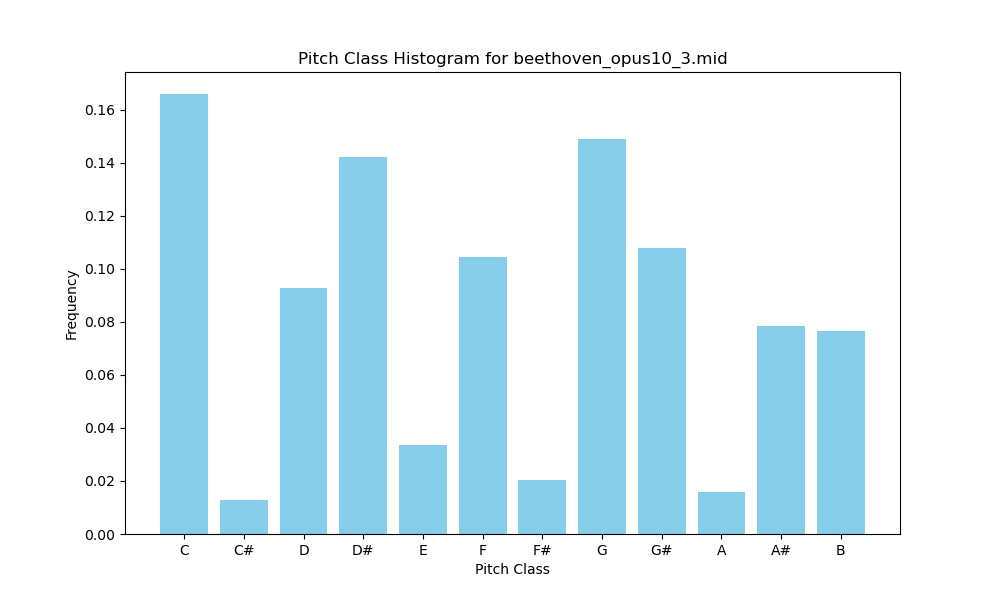 Pitch Class Histogram for beethoven_opus10_3.mid
0.16
0.14
0.12
0.10
0.08
0.06
0.04
0.02
0.00
Frequency
C C# D D# E F F# G G# A A# B
Pitch Class